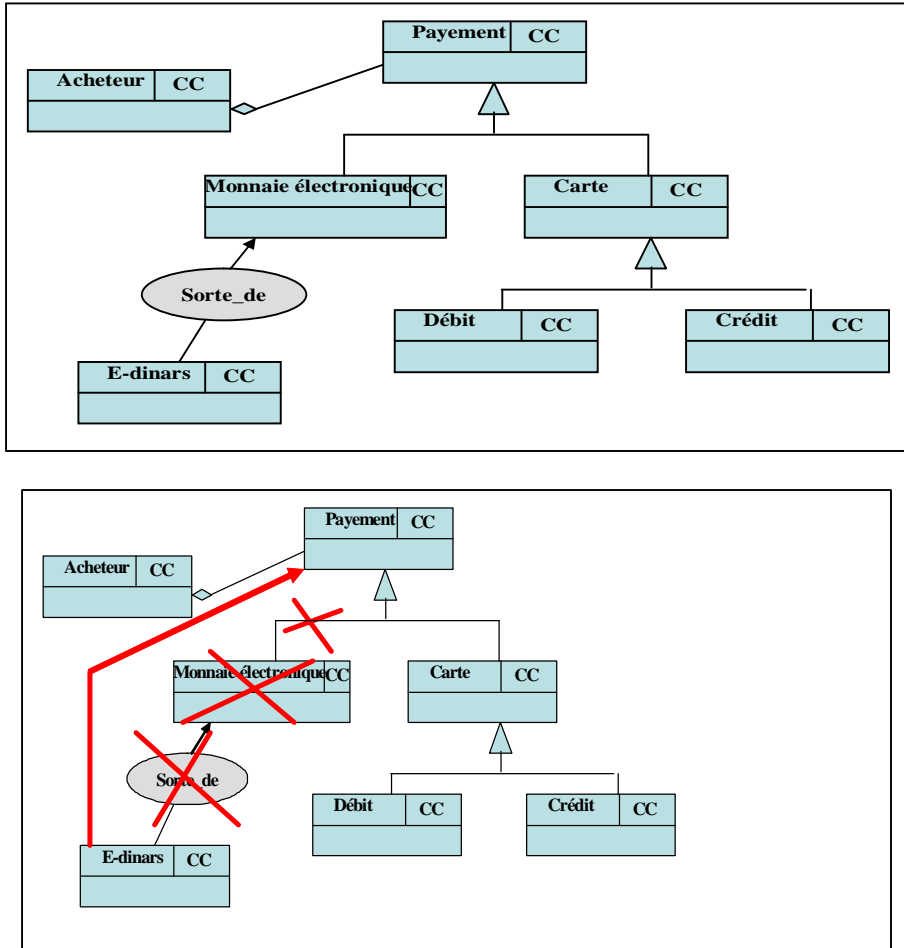 Payement CC
Acheteur CC
Monnaie électronique CC
Carte CC
Sorte_de
Débit CC
Crédit CC
E-dinars CC
Payement CC
Acheteur CC
Monnaie électronique CC
Carte CC
Sorte_de
Débit CC
Crédit CC
E-dinars CC